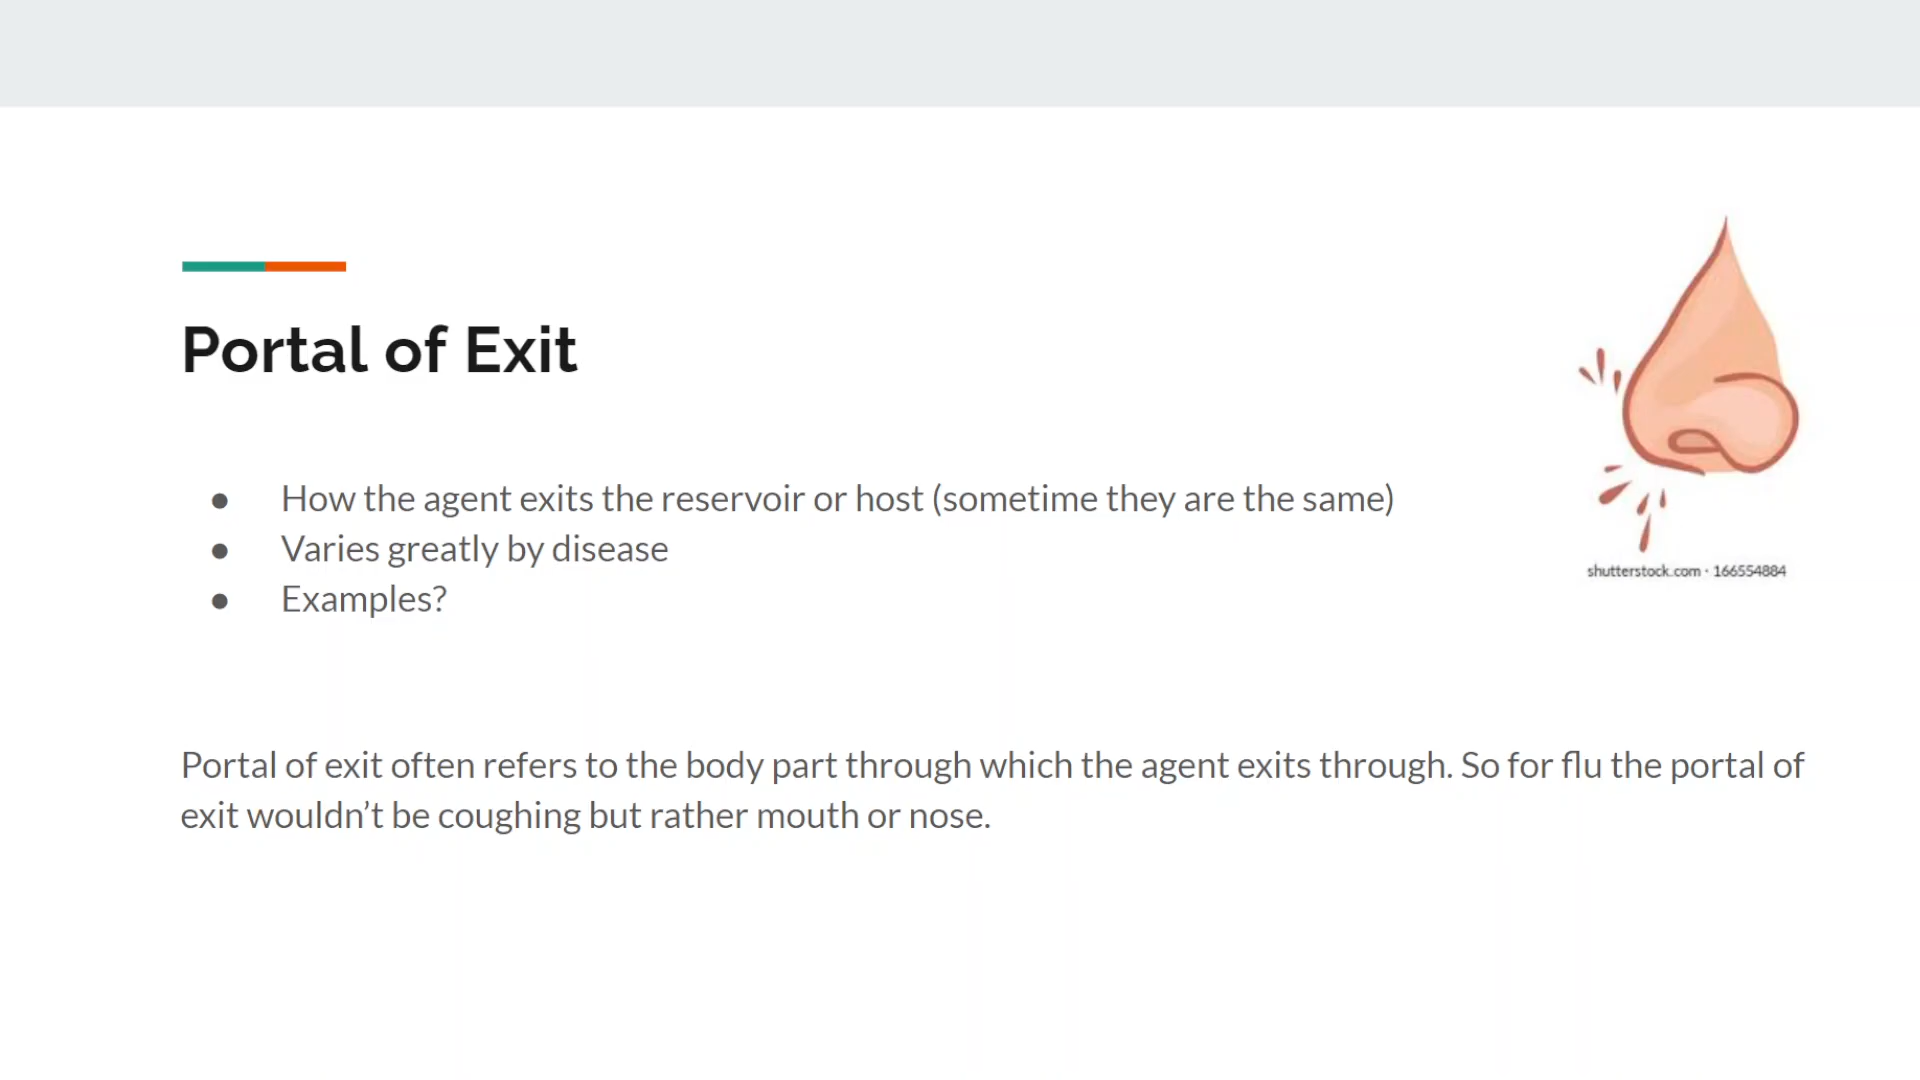 Portal of Exit
● How the agent exits the reservoir or host (sometime they are the same)
● Varies greatly by disease
● Examples?
shutterstock.com · 166554884
Portal of exit often refers to the body part through which the agent exits through. So for flu the portal of
exit wouldn’t be coughing but rather mouth or nose.